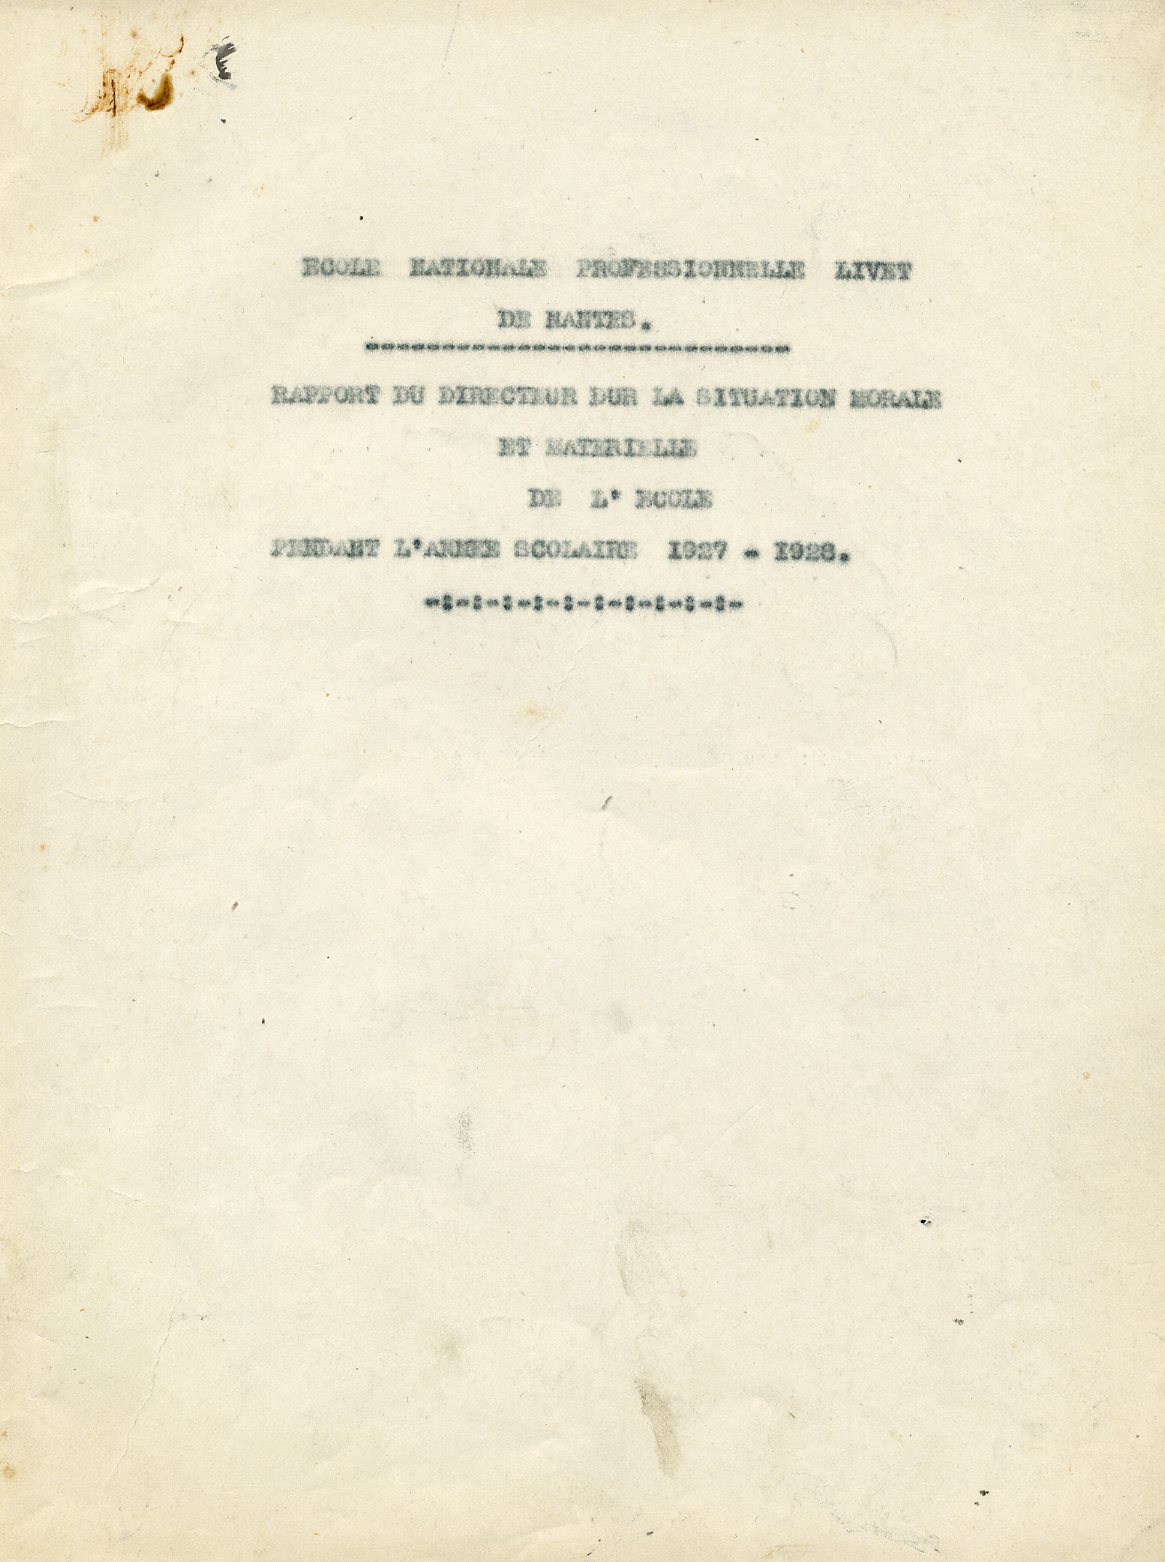 ECOLE NATIONALE PROFESSIONNELLE LIVET
DE NANTES.
----------------------------
RAPPORT DU DIRECTEUR DUR LA SITUATION MORALE
ET MATERIELLE
DE L' ECOLE
PENDANT L'ANNEE SCOLAIRE 1927 - 1928.
-:-:-:-:-:-:-:-:-:-:-